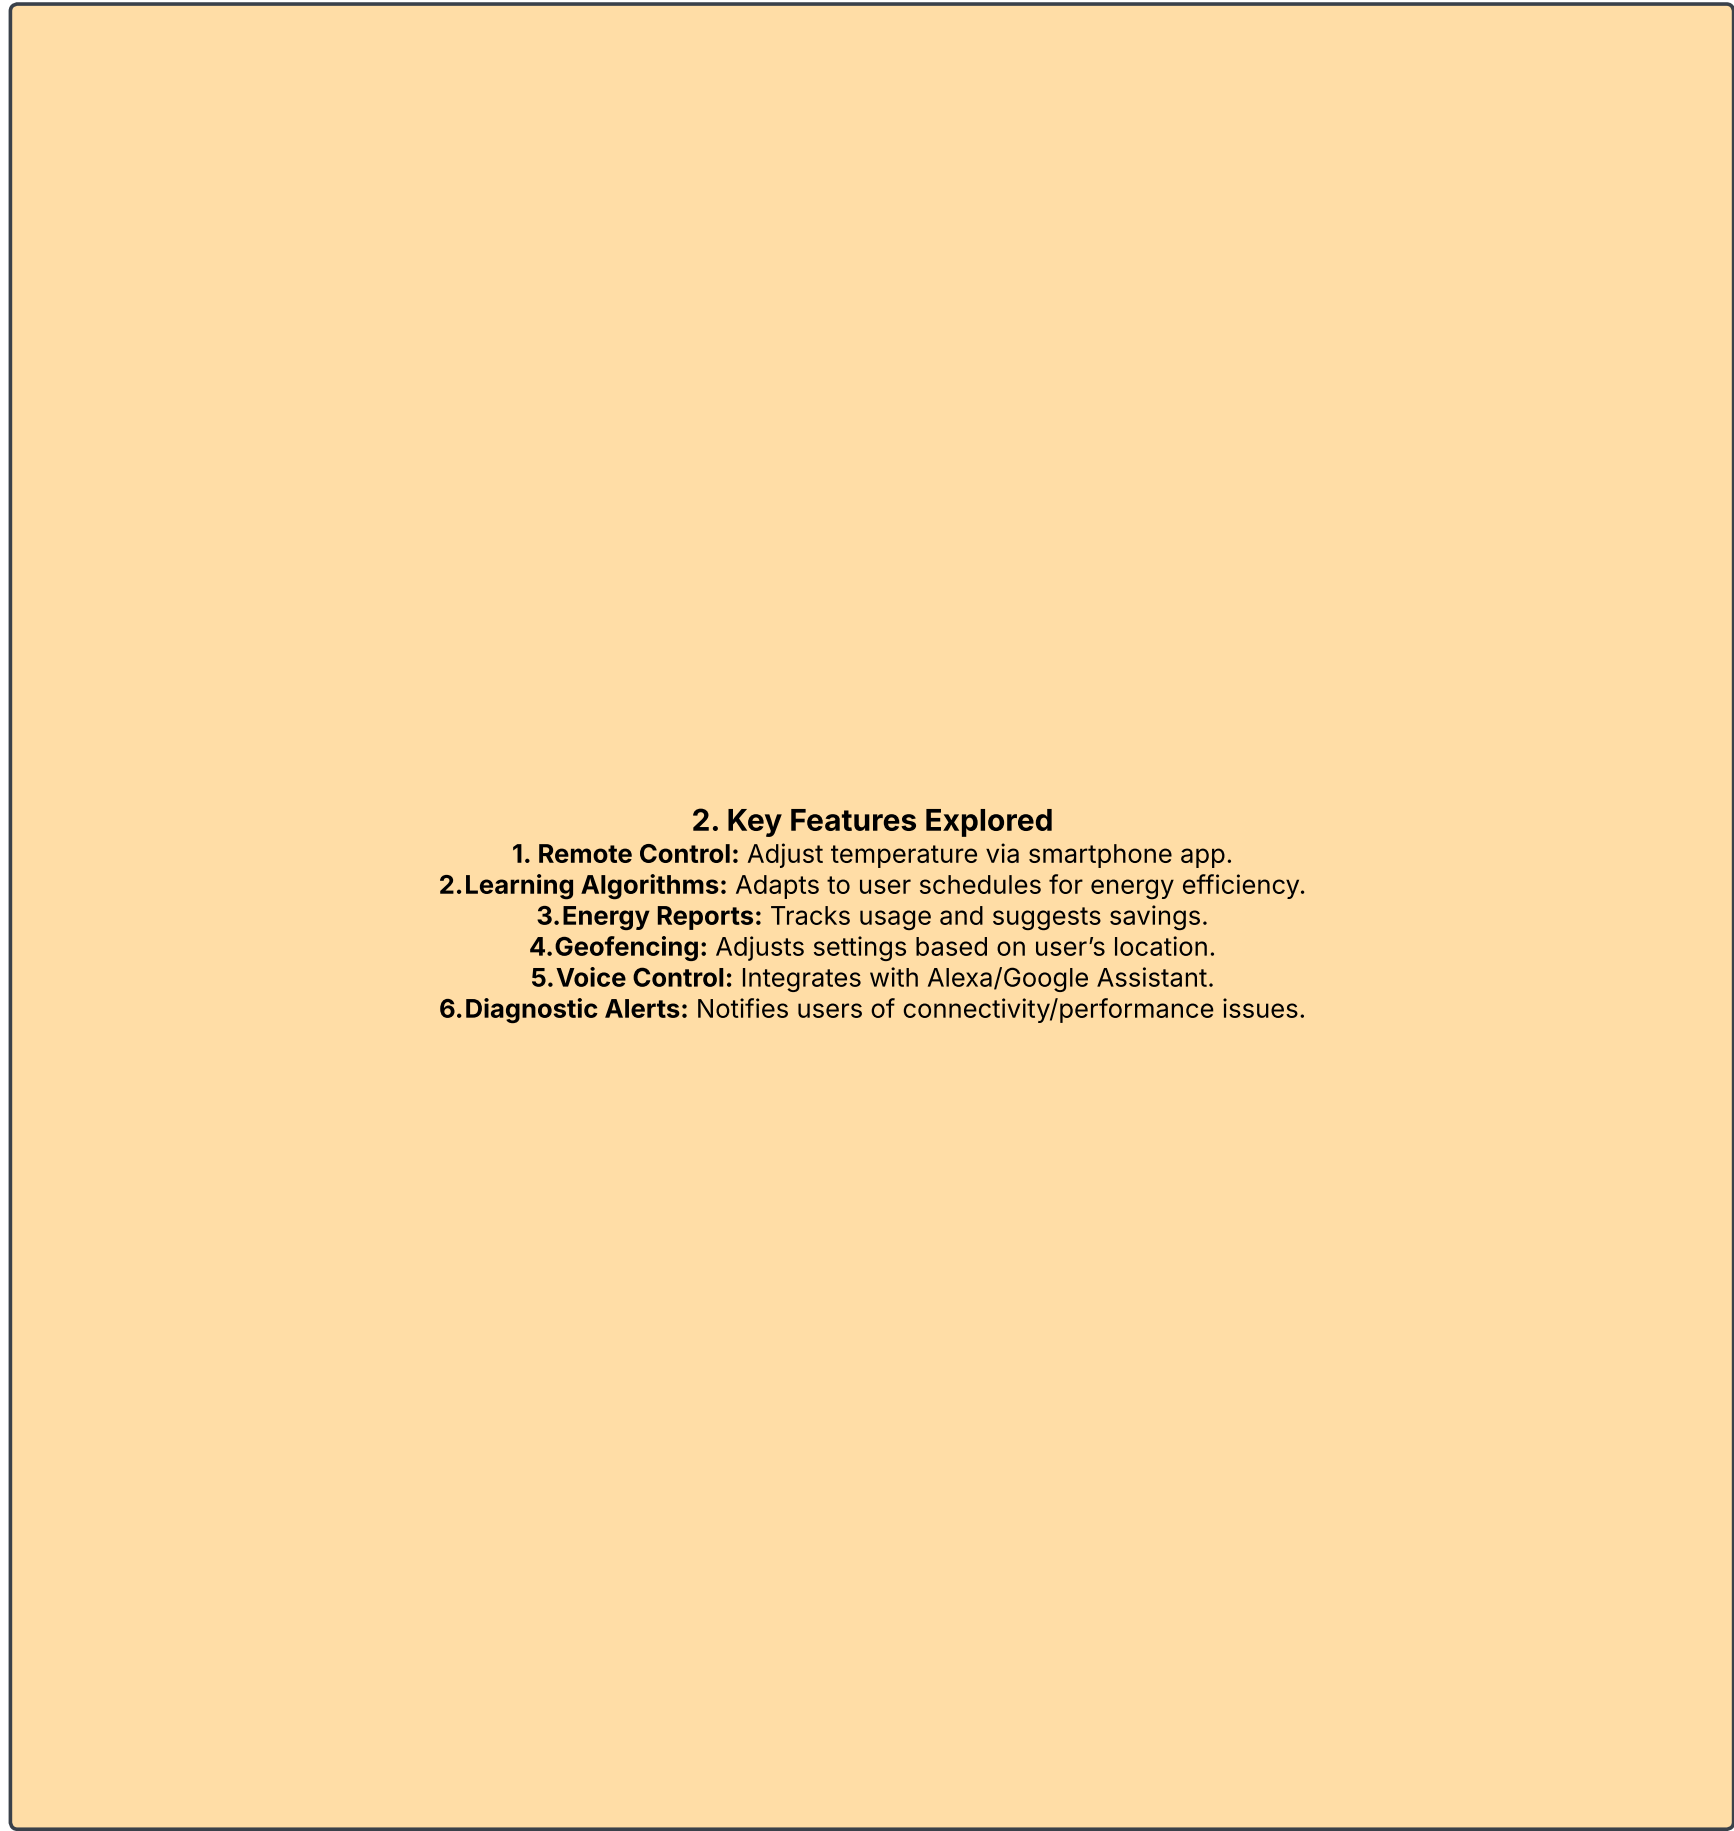 2. Key Features Explored
1. Remote Control: Adjust temperature via smartphone app.
2.Learning Algorithms: Adapts to user schedules for energy efficiency.
3.Energy Reports: Tracks usage and suggests savings.
4.Geofencing: Adjusts settings based on user’s location.
5.Voice Control: Integrates with Alexa/Google Assistant.
6.Diagnostic Alerts: Notifies users of connectivity/performance issues.